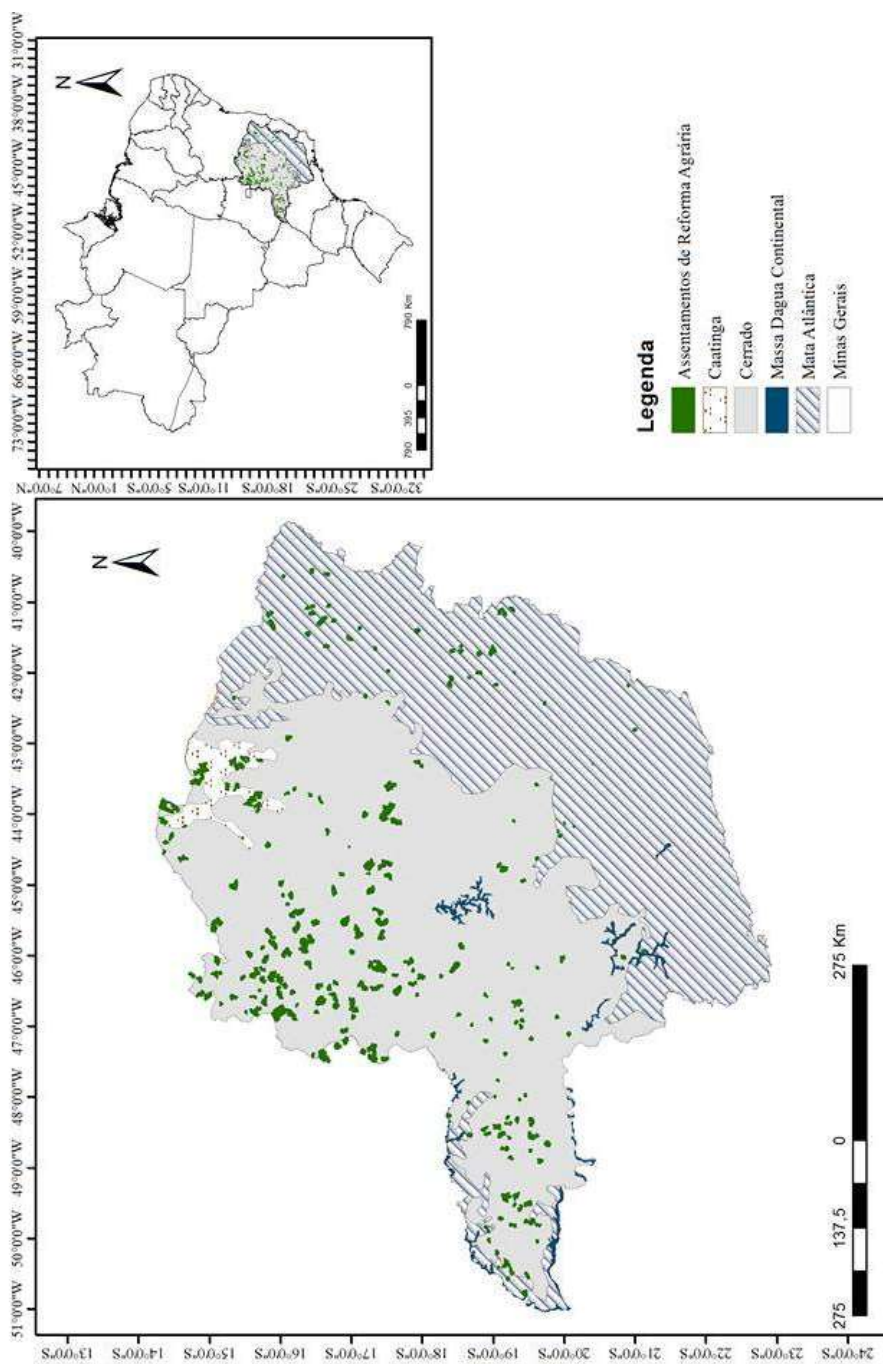 51°0'0"W 50°0'0"W 49°0'0"W 48°0'0"W 47°0'0"W 46°0'0"W 45°0'0"W 44°0'0"W 43°0'0"W 42°0'0"W 41°0'0"W 40°0'0"W
N
13°0'0"S
14°0'0"S
15°0'0"S
16°0'0"S
17°0'0"S
18°0'0"S
19°0'0"S
20°0'0"S
21°0'0"S
22°0'0"S
23°0'0"S
24°0'0"S
275 137,5 0 275 Km
73°0'0"W 66°0'0"W 59°0'0"W 52°0'0"W 45°0'0"W 38°0'0"W 31°0'0"W
N
7°0'0"N
1°0'0"N
5°0'0"S
11°0'0"S
18°0'0"S
25°0'0"S
32°0'0"S
790 395 0 790 Km
Legenda
Assentamentos de Reforma Agrária
Caatinga
Cerrado
Massa Dagua Continental
Mata Atlântica
Minas Gerais